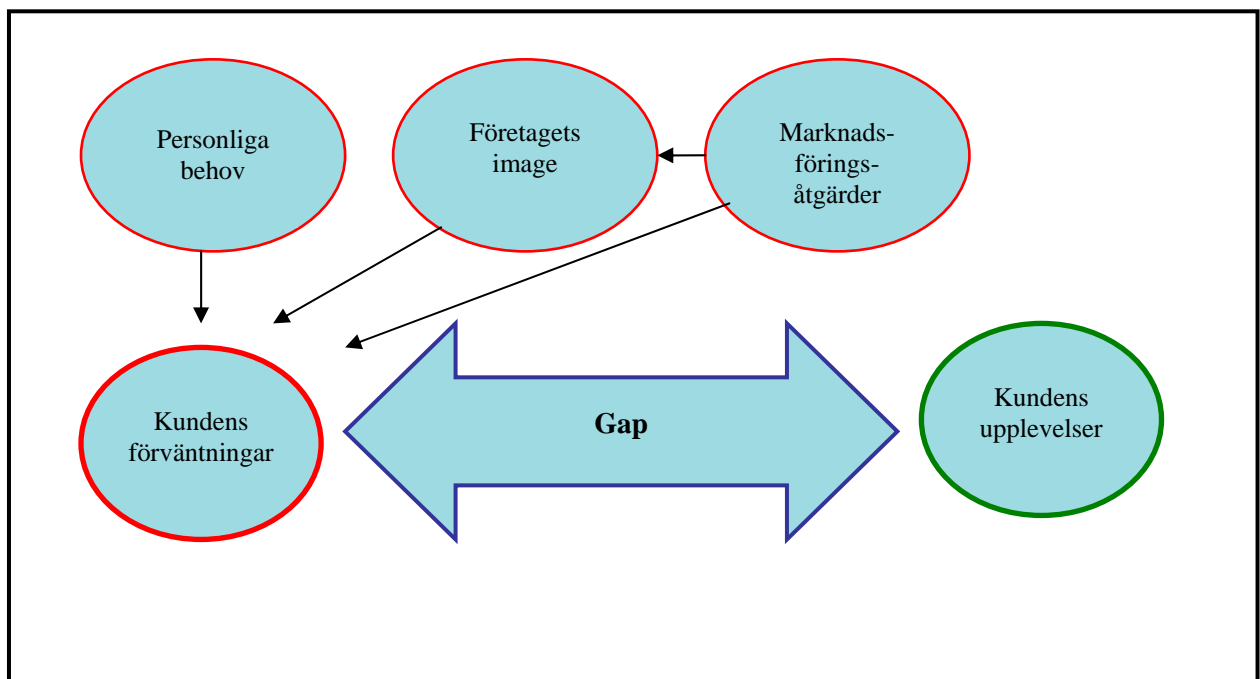 Personliga
behov
Företagets
image
Marknads-
förings-
åtgärder
Kundens
förväntningar
Gap
Kundens
upplevelser